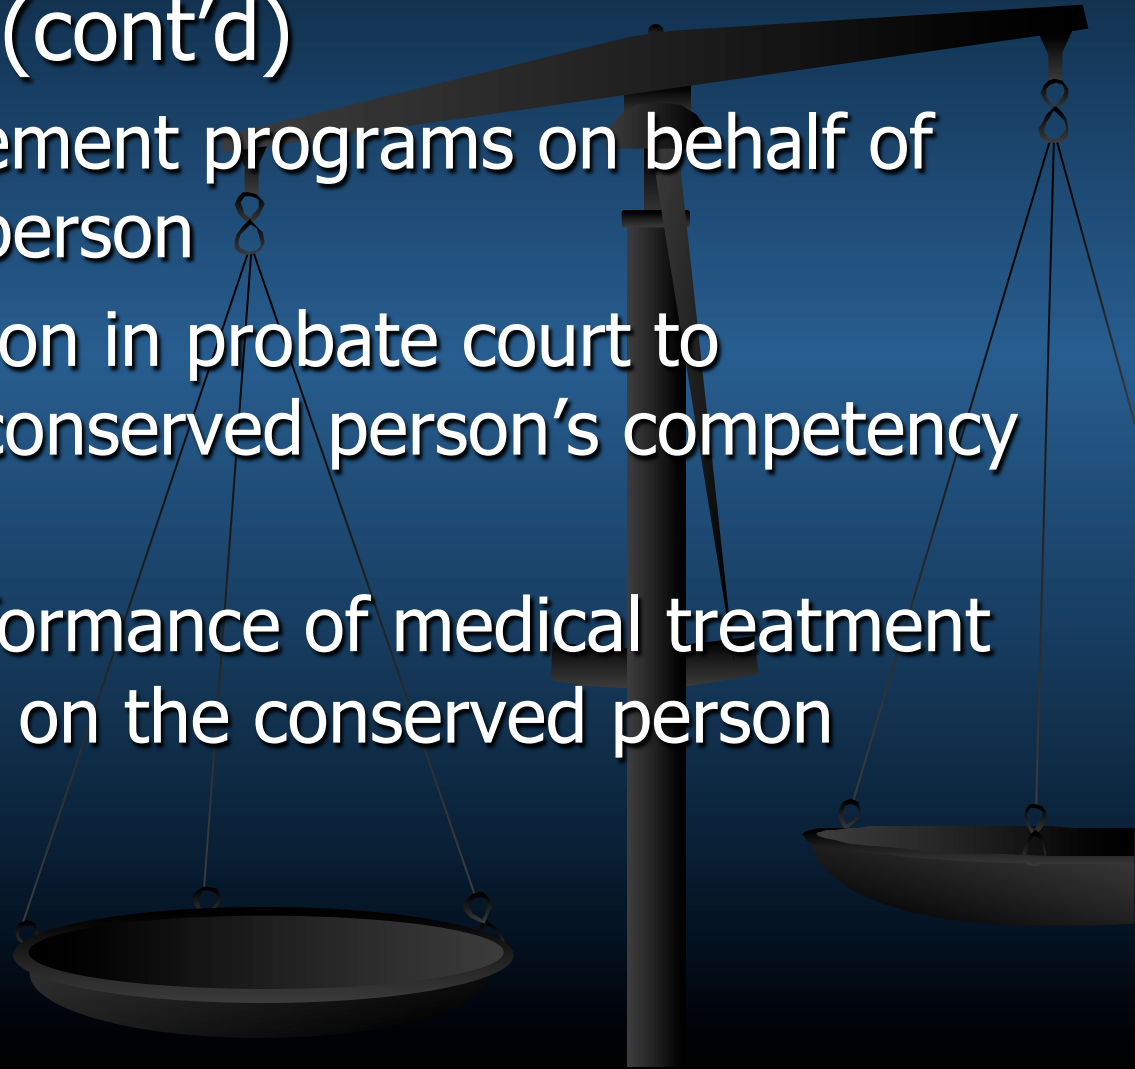 (cont’d)
ement programs on behalf of
person
on in probate court to
conserved person’s competency
formance of medical treatment
on the conserved person